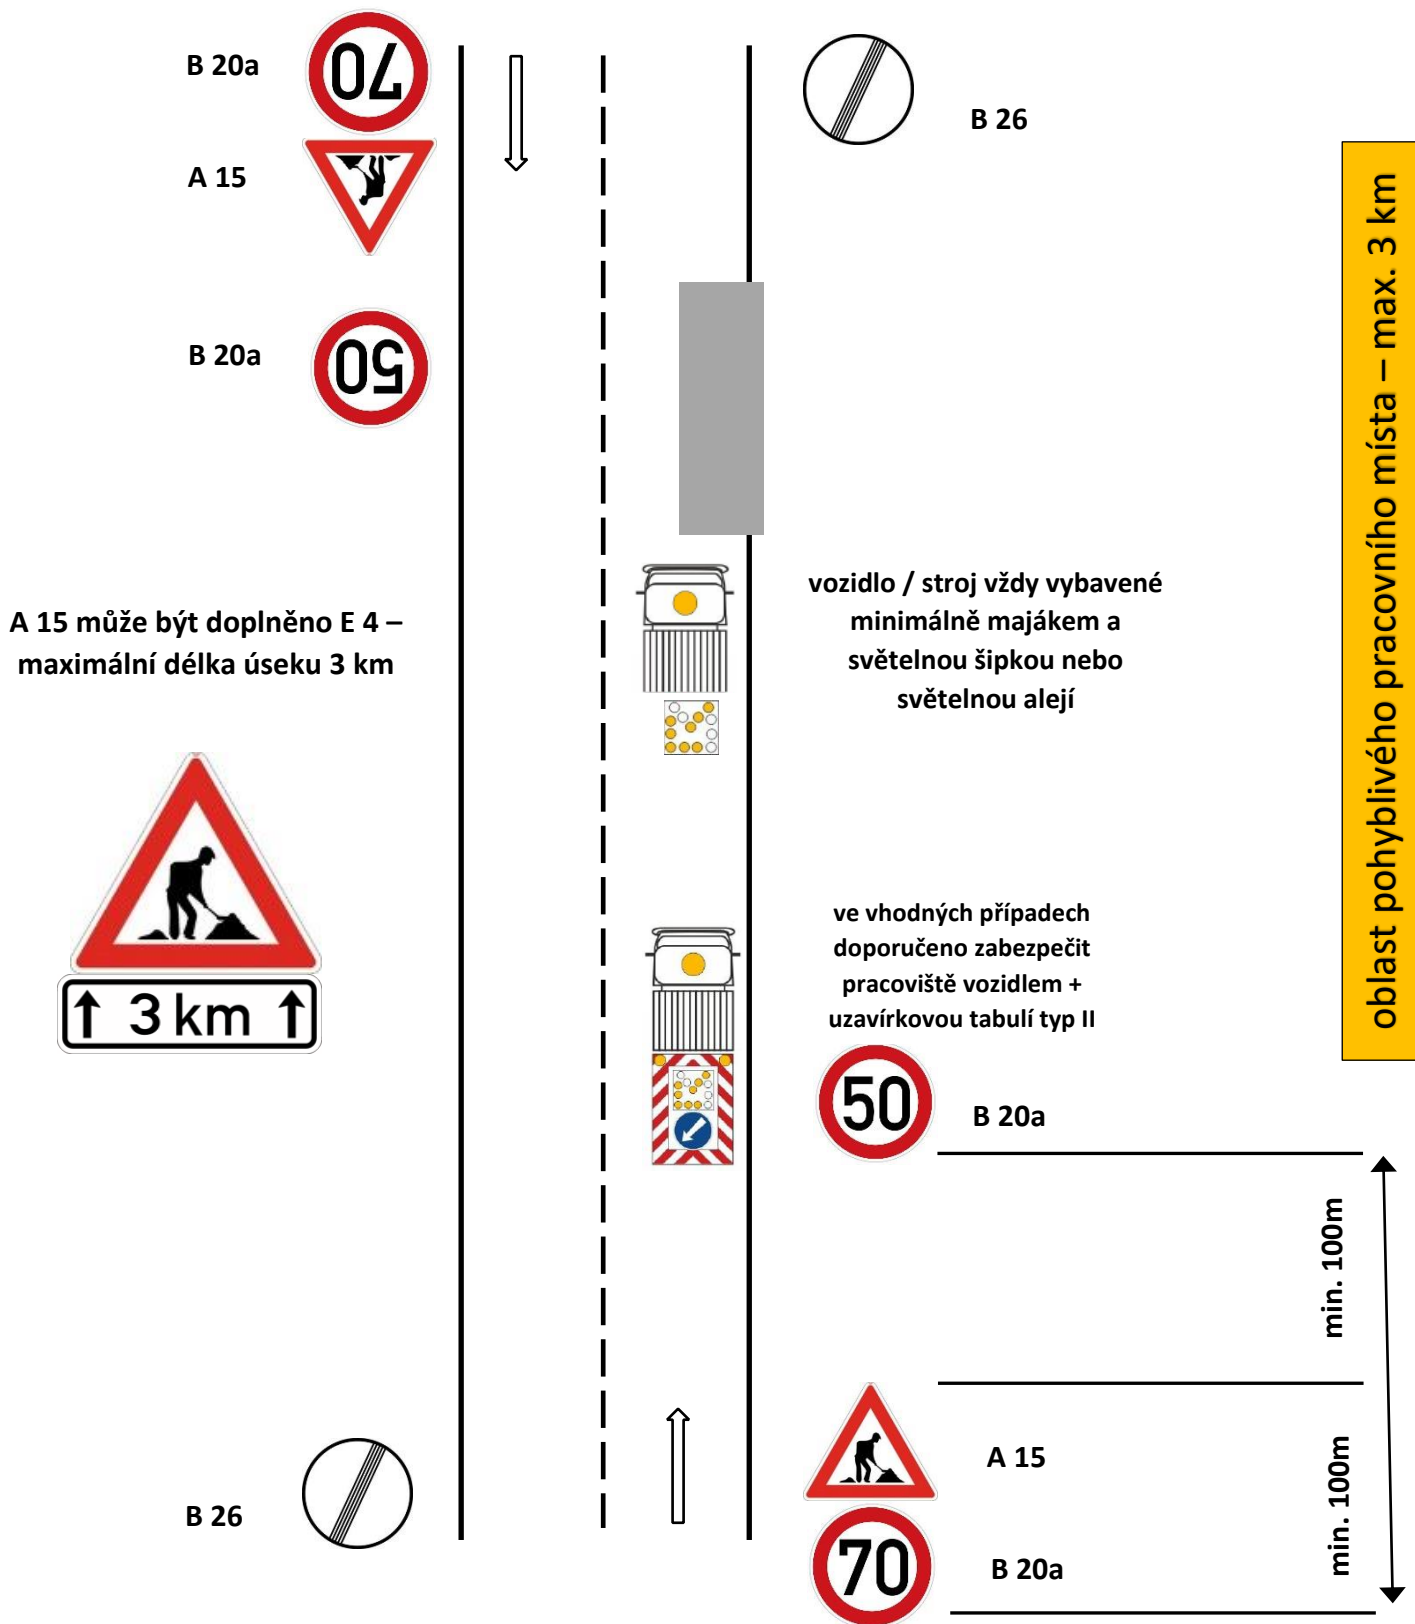 B 20a
70
B 26
A 15
B 20a
50
oblast pohyblivého pracovního místa – max. 3 km
vozidlo / stroj vždy vybavené
minimálně majákem a
světelnou šipkou nebo
světelnou alejí
A 15 může být doplněno E 4 –
maximální délka úseku 3 km
3 km
ve vhodných případech
doporučeno zabezpečit
pracoviště vozidlem +
uzavírkovou tabulí typ II
50
B 20a
min. 100m
A 15
min. 100m
B 26
70
B 20a